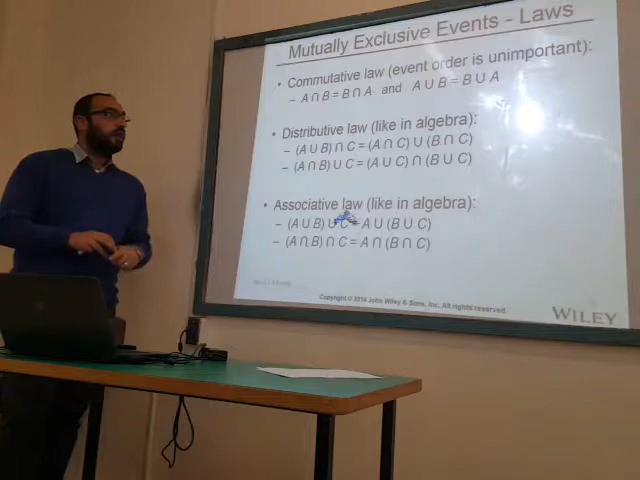 Mutually Exclusive Events - Laws
• Commutative law (event order is unimportant):
– A ∩ B = B ∩ A and A ∪ B = B ∪ A
• Distributive law (like in algebra):
– (A ∪ B) ∩ C = (A ∩ C) ∪ (B ∩ C)
– (A ∩ B) ∪ C = (A ∪ C) ∩ (B ∪ C)
• Associative law (like in algebra):
– (A ∪ B) ∪ C = A ∪ (B ∪ C)
– (A ∩ B) ∩ C = A ∩ (B ∩ C)
Copyright © 2014 John Wiley & Sons, Inc. All rights reserved.
WILEY